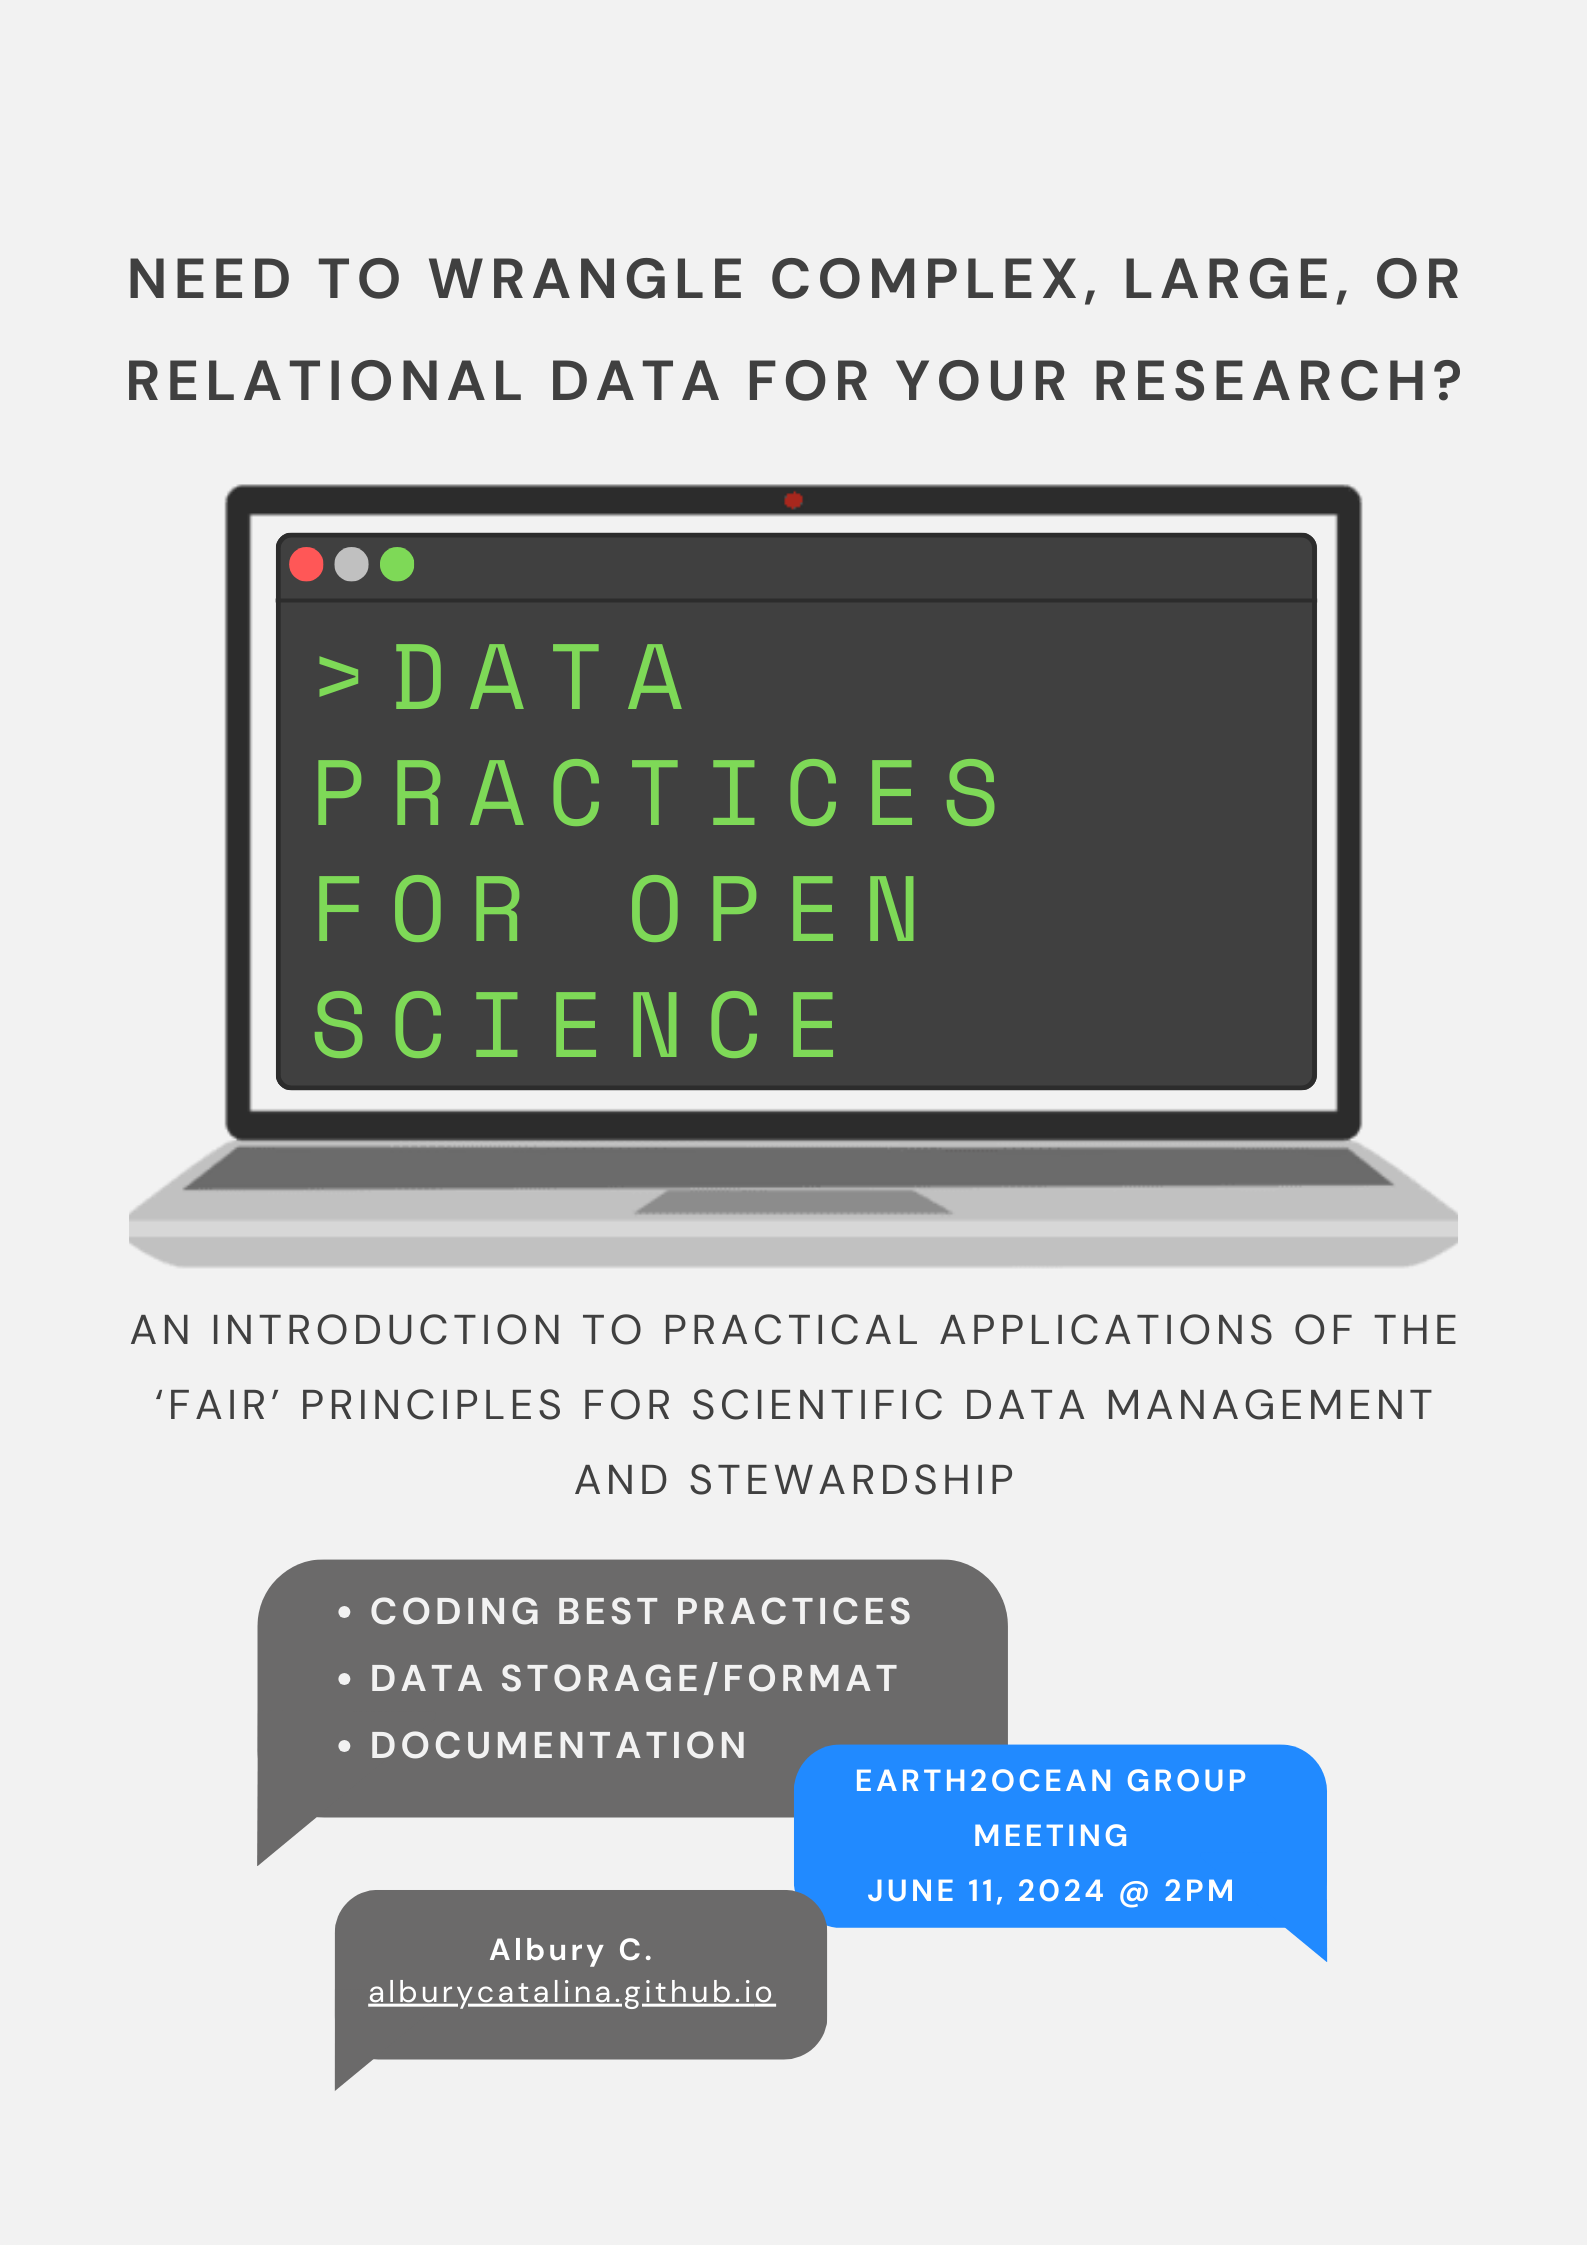 NEED TO WRANGLE COMPLEX, LARGE, OR
RELATIONAL DATA FOR YOUR RESEARCH?
>DATA
PRACTICES
FOR OPEN
SCIENCE
AN INTRODUCTION TO PRACTICAL APPLICATIONS OF THE
‘FAIR’ PRINCIPLES FOR SCIENTIFIC DATA MANAGEMENT
AND STEWARDSHIP
• CODING BEST PRACTICES
• DATA STORAGE/FORMAT
• DOCUMENTATION
EARTH2OCEAN GROUP
MEETING
JUNE 11, 2024 @ 2PM
Albury C.
alburycatalina.github.io